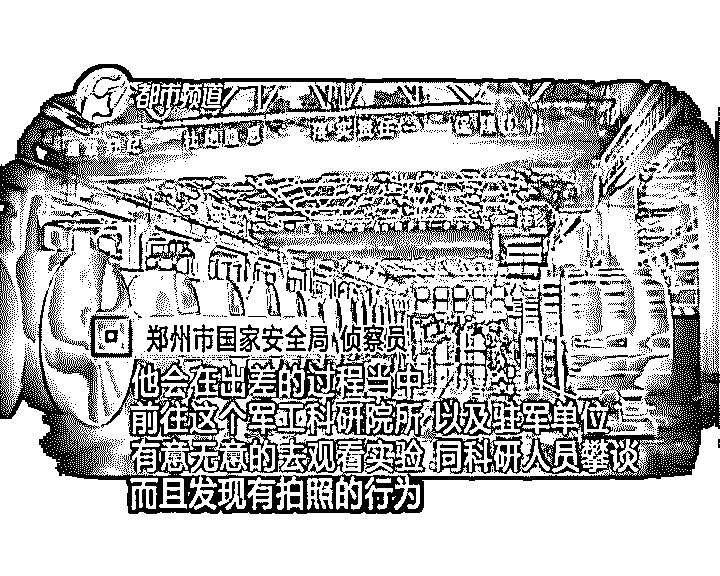 都市频道
郑州市国家安全局 侦察员
他会在出差的过程当中
前往这个军工科研院所 以及驻军单位
有意无意的去观看实验 同科研人员攀谈
而且发现有拍照的行为